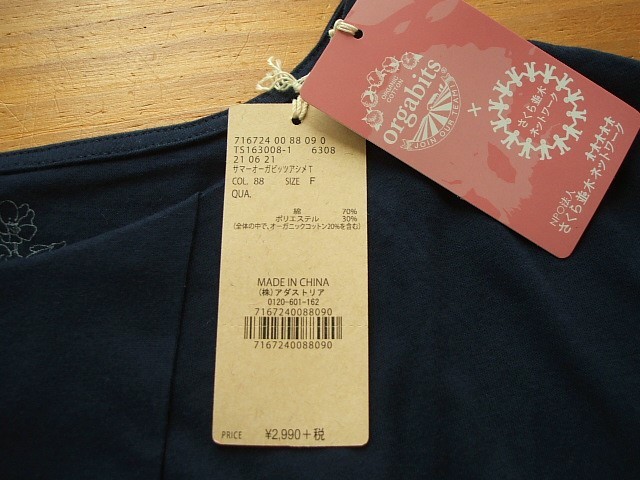 716724 00 88 09 0
TS163008-1 6308
21 06 21
サマーオーガビッツアシメT
COL. 88 SIZE F
QUA.
綿 70%
ポリエステル 30%
(全体の中で、オーガニックコットン20%を含む)
MADE IN CHINA
(株)アダストリア
0120-601-162
7167240088090
7167240088090
PRICE ¥2,990+税
ORGANIC COTTON
orgabits
JOIN OUR TEAM!
×
さくら並木
ネットワーク
NPO法人
さくら並木ネットワーク